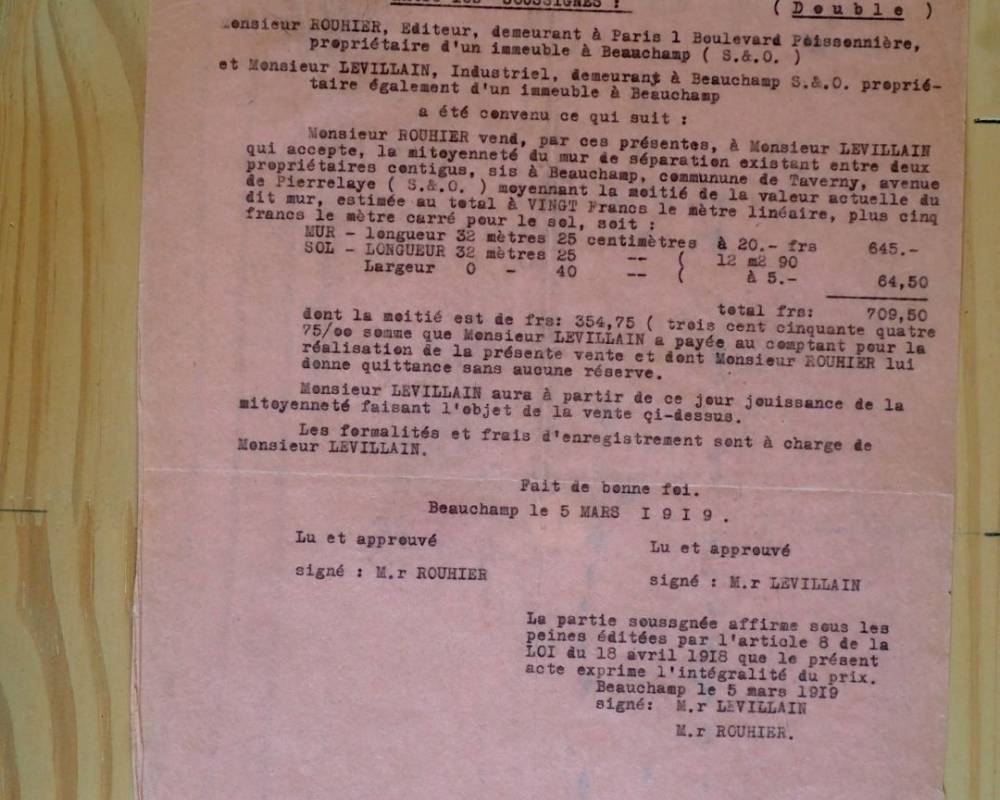 ENTRE LES SOUSSIGNES :
( Double )
Monsieur ROUHIER, Editeur, demeurant à Paris 1 Boulevard Poissonnière,
propriétaire d'un immeuble à Beauchamp ( S.&.O. )
et Monsieur LEVILLAIN, Industriel, demeurant à Beauchamp S.&.O. proprié-
taire également d'un immeuble à Beauchamp
a été convenu ce qui suit :
Monsieur ROUHIER vend, par ces présentes, à Monsieur LEVILLAIN
qui accepte, la mitoyenneté du mur de séparation existant entre deux
propriétaires contigus, sis à Beauchamp, communune de Taverny, avenue
de Pierrelaye ( S.&.O. ) moyennant la moitié de la valeur actuelle du
dit mur, estimée au total à VINGT Francs le mètre linéaire, plus cinq
francs le mètre carré pour le sol, soit :
MUR - longueur 32 mètres 25 centimètres à 20.- frs 645.-
SOL - LONGUEUR 32 mètres 25 -- ( 12 m2 90
Largeur 0 - 40 -- ( à 5.- 64,50
total frs: 709,50
dont la moitié est de frs: 354,75 ( trois cent cinquante quatre
75/oo somme que Monsieur LEVILLAIN a payée au comptant pour la
réalisation de la présente vente et dont Monsieur ROUHIER lui
donne quittance sans aucune réserve.
Monsieur LEVILLAIN aura à partir de ce jour jouissance de la
mitoyenneté faisant l'objet de la vente çi-dessus.
Les formalités et frais d'enregistrement sont à charge de
Monsieur LEVILLAIN.
Fait de bonne foi.
Beauchamp le 5 MARS I 9 I 9 .
Lu et approuvé
signé : M.r ROUHIER
Lu et approuvé
signé : M.r LEVILLAIN
La partie soussgnée affirme sous les
peines éditées par l'article 8 de la
LOI du 18 avril 1918 que le présent
acte exprime l'intégralité du prix.
Beauchamp le 5 mars 19I9
signé: M.r LEVILLAIN
M.r ROUHIER.